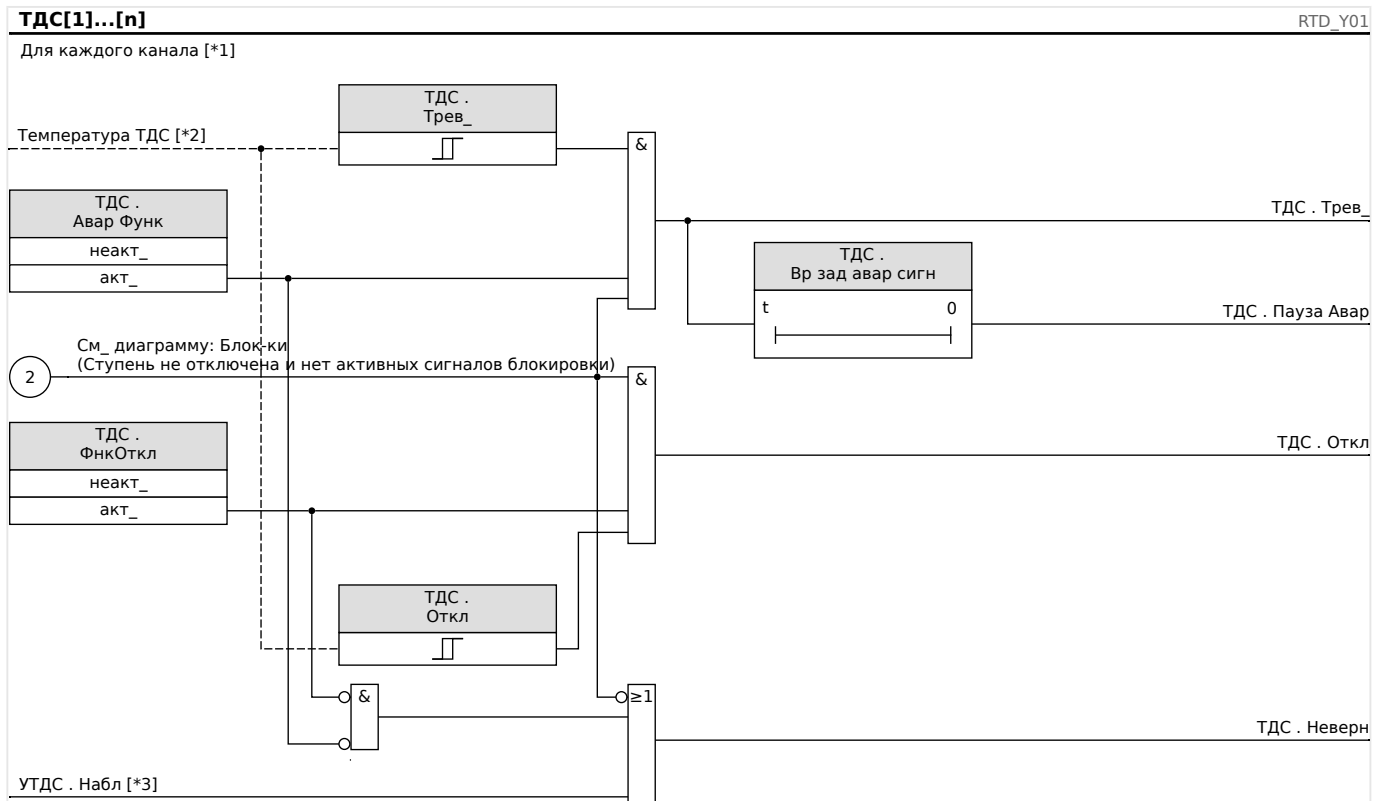 ТДС[1]...[n]
RTD_Y01
Для каждого канала [*1]
ТДС .
Трев_
Температура ТДС [*2]
&
ТДС .
Авар Функ
неакт_
акт_
ТДС . Трев_
ТДС .
Вр зад авар сигн
t 0
ТДС . Пауза Авар
См_ диаграмму: Блок-ки
(Ступень не отключена и нет активных сигналов блокировки)
2
&
ТДС .
ФнкОткл
неакт_
акт_
ТДС . Откл
ТДС .
Откл
&
≥1
ТДС . Неверн
УТДС . Набл [*3]